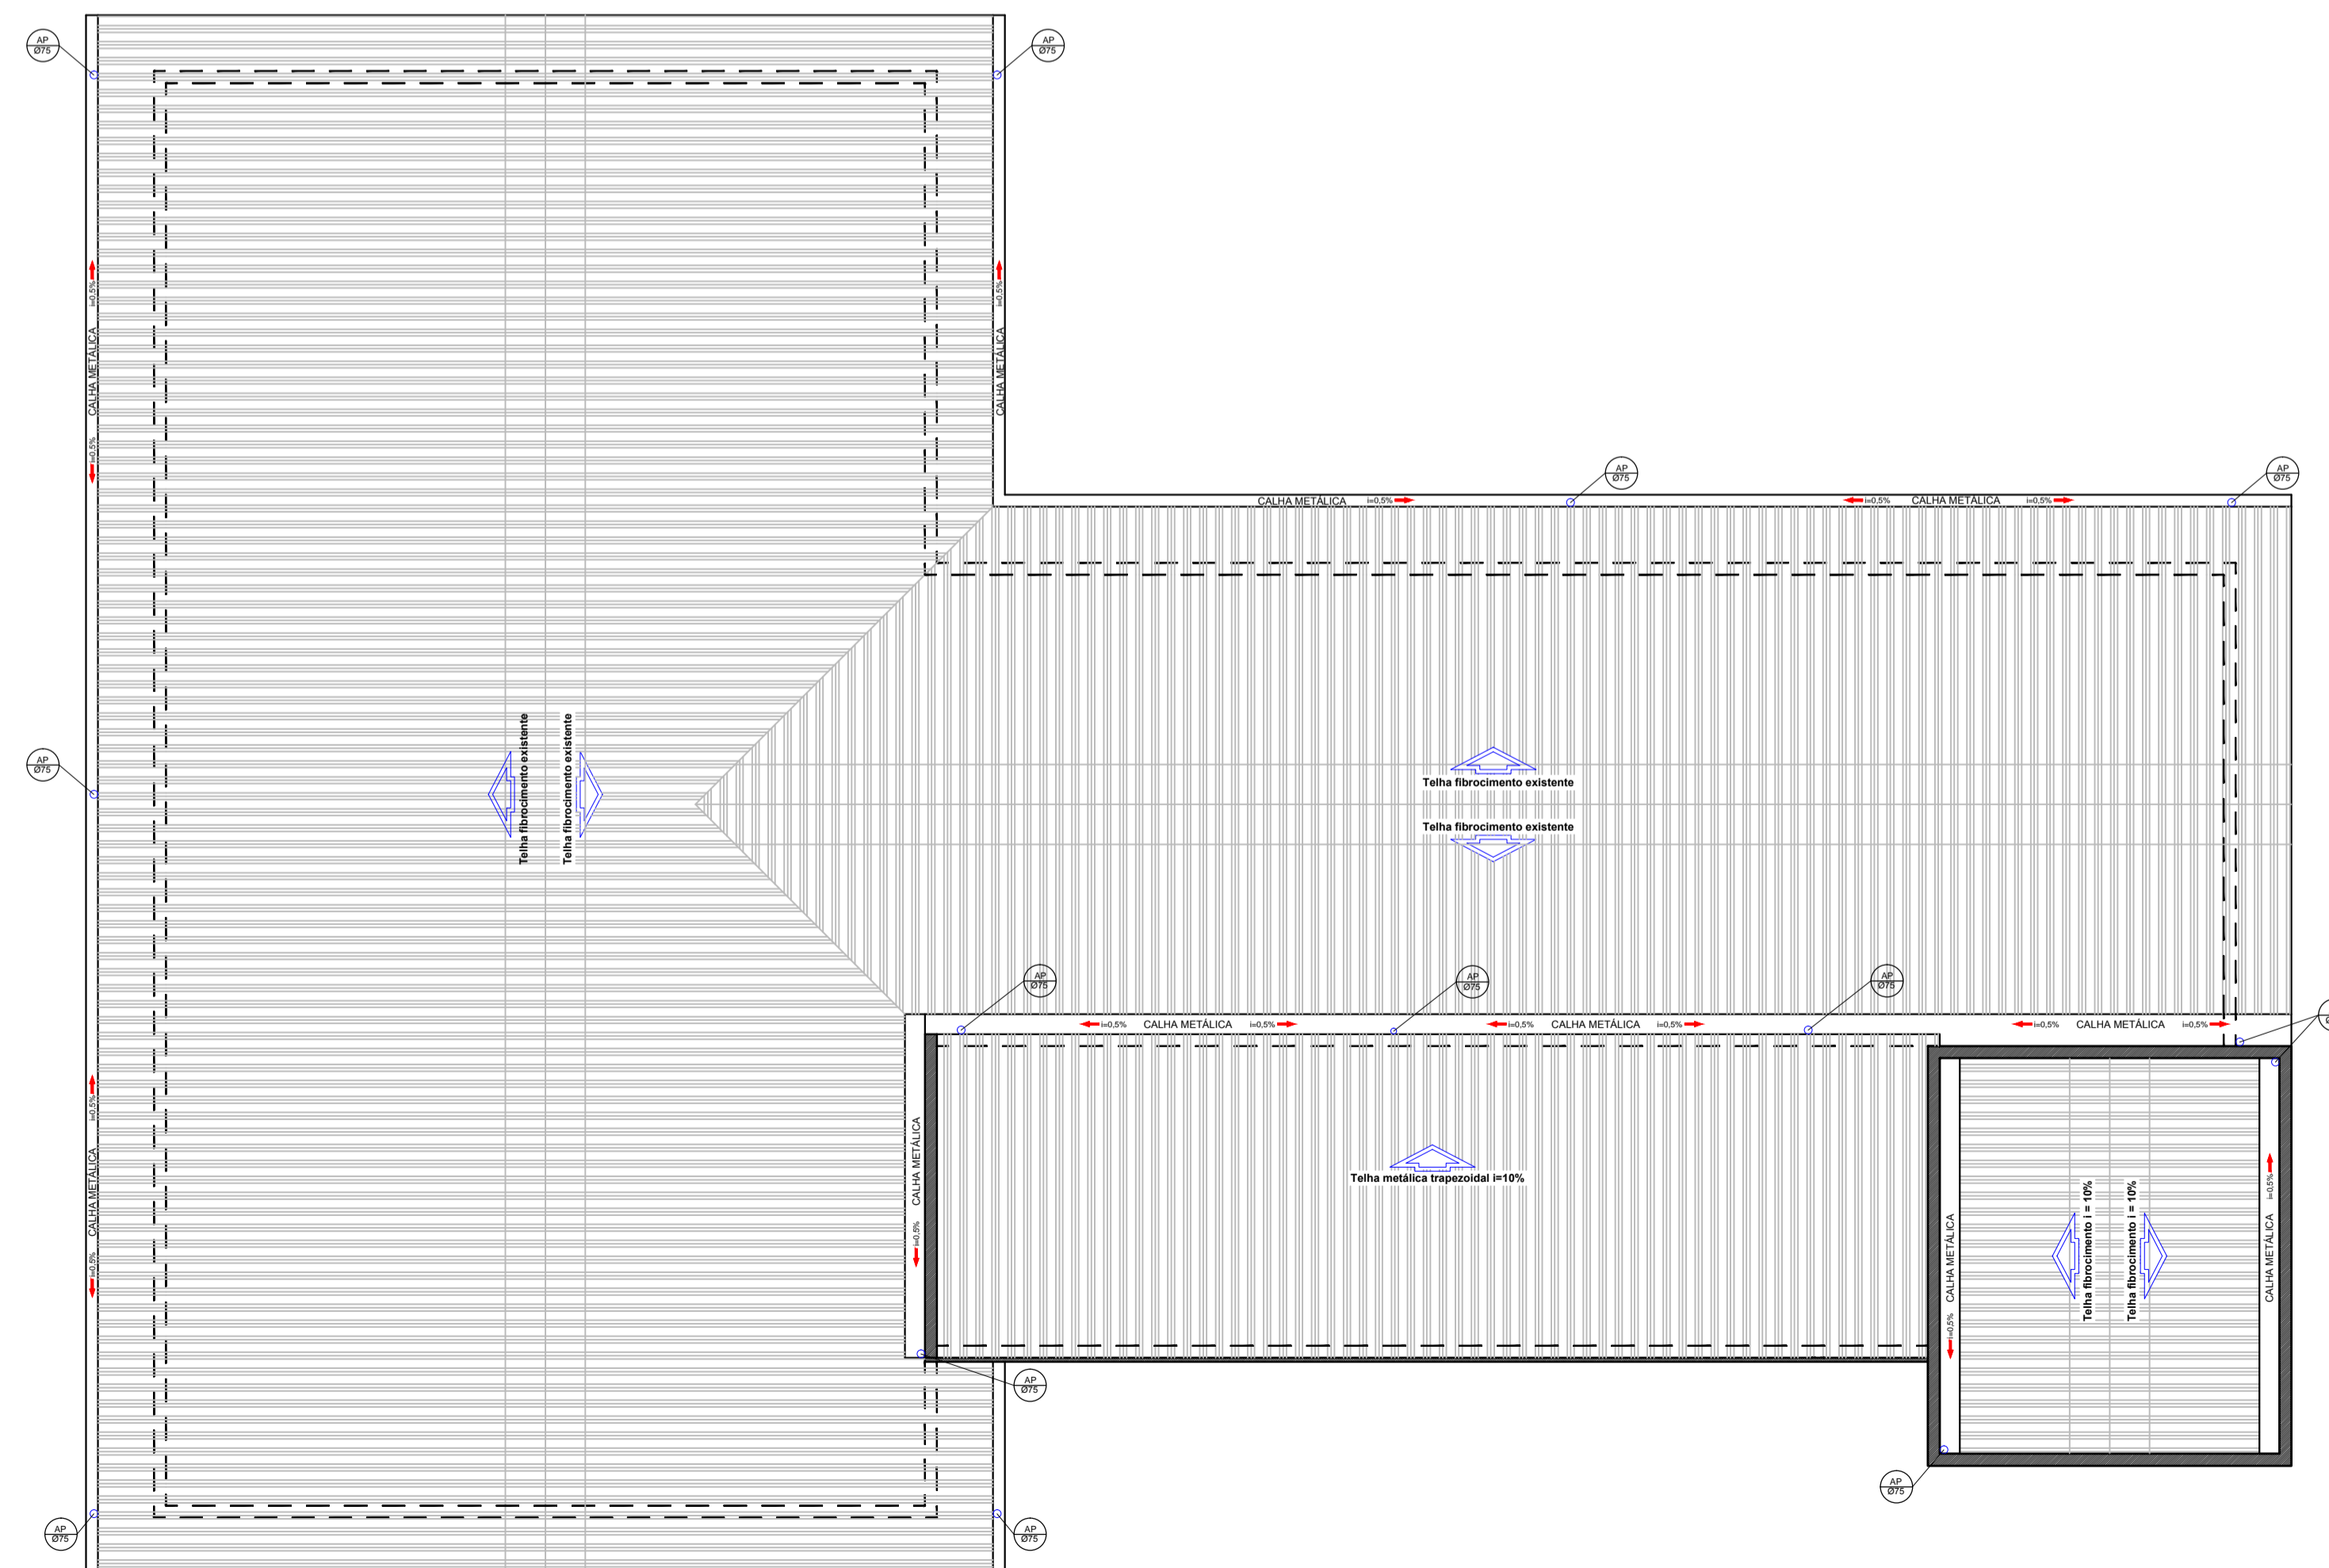 AP
Ø75
AP
Ø75
i=0,5%
CALHA METÁLICA
i=0,5%
i=0,5%
CALHA METÁLICA
AP
Ø75
AP
Ø75
CALHA METÁLICA
i=0,5%
i=0,5%
CALHA METÁLICA
i=0,5%
AP
Ø75
Telha fibrocimento existente
Telha fibrocimento existente
Telha fibrocimento existente
Telha fibrocimento existente
AP
Ø75
AP
Ø75
AP
Ø75
i=0,5%
CALHA METÁLICA
i=0,5%
i=0,5%
CALHA METÁLICA
i=0,5%
i=0,5%
CALHA METÁLICA
i=0,5%
i=0,5%
CALHA METÁLICA
i=0,5%
CALHA METÁLICA
i=0,5%
Telha metálica trapezoidal i=10%
CALHA METÁLICA
i=0,5%
Telha fibrocimento i = 10%
Telha fibrocimento i = 10%
i=0,5%
CALHA METÁLICA
AP
Ø75
AP
Ø75
AP
Ø75
AP
Ø75